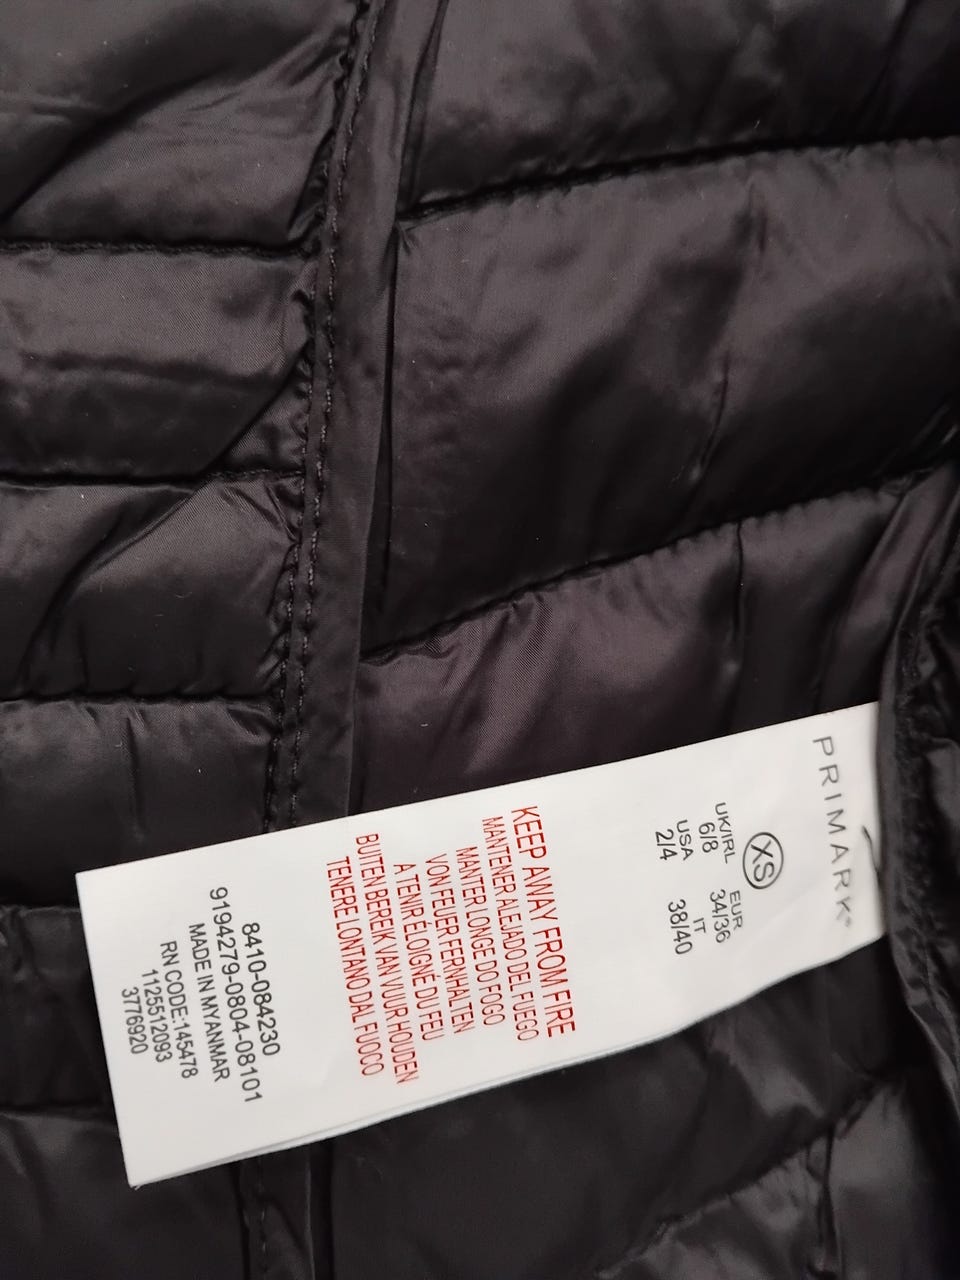 PRIMARK®
XS
UK/IRL
6/8
EUR
34/36
USA
2/4
IT
38/40
KEEP AWAY FROM FIRE
MANTENER ALEJADO DEL FUEGO
MANTER LONGE DO FOGO
VON FEUER FERNHALTEN
A TENIR ÉLOIGNÉ DU FEU
BUITEN BEREIK VAN VUUR HOUDEN
TENERE LONTANO DAL FUOCO
8410-084230
9194279-0804-08101
MADE IN MYANMAR
RN CODE:145478
1125512093
3776920